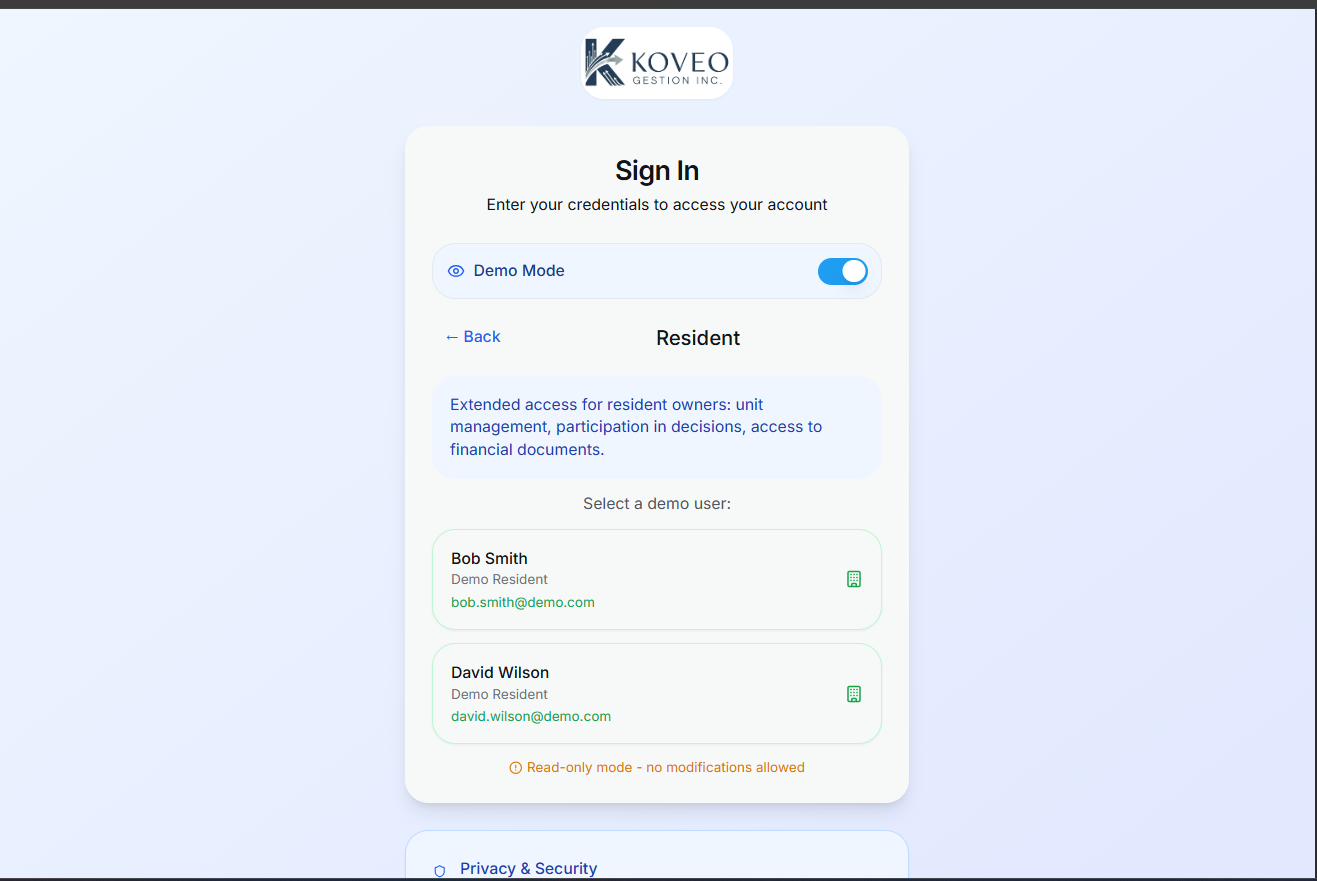 KOVEO
GESTION INC.
Sign In
Enter your credentials to access your account
Demo Mode
← Back
Resident
Extended access for resident owners: unit
management, participation in decisions, access to
financial documents.
Select a demo user:
Bob Smith
Demo Resident
bob.smith@demo.com
David Wilson
Demo Resident
david.wilson@demo.com
Read-only mode - no modifications allowed
Privacy & Security